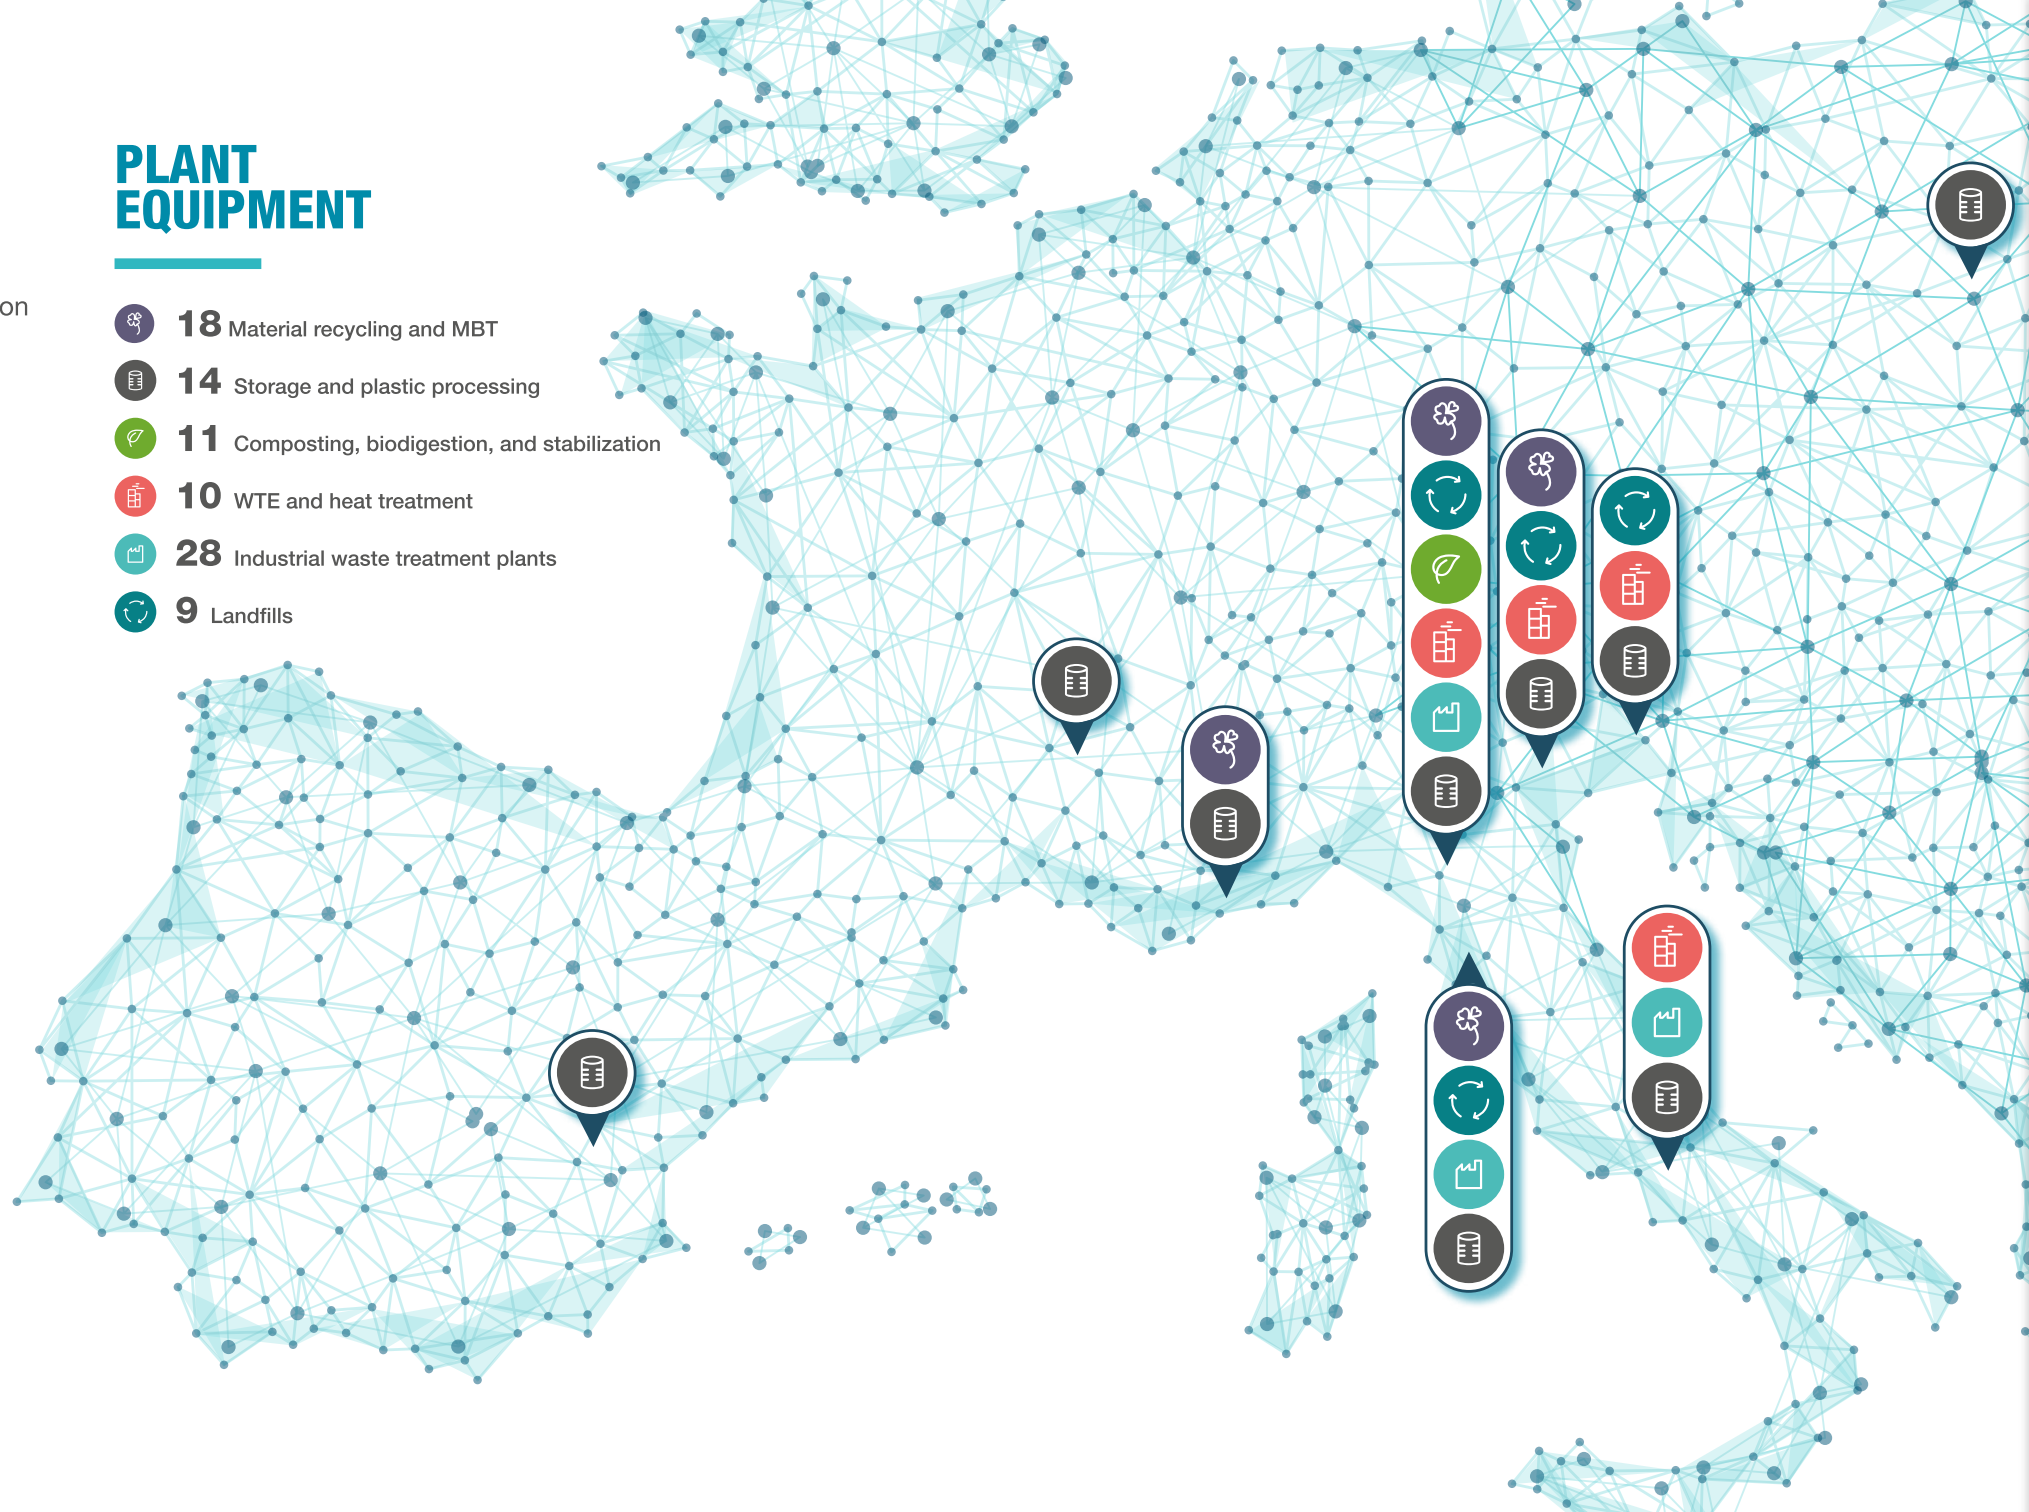 PLANT
EQUIPMENT
on
18 Material recycling and MBT
14 Storage and plastic processing
11 Composting, biodigestion, and stabilization
10 WTE and heat treatment
28 Industrial waste treatment plants
9 Landfills